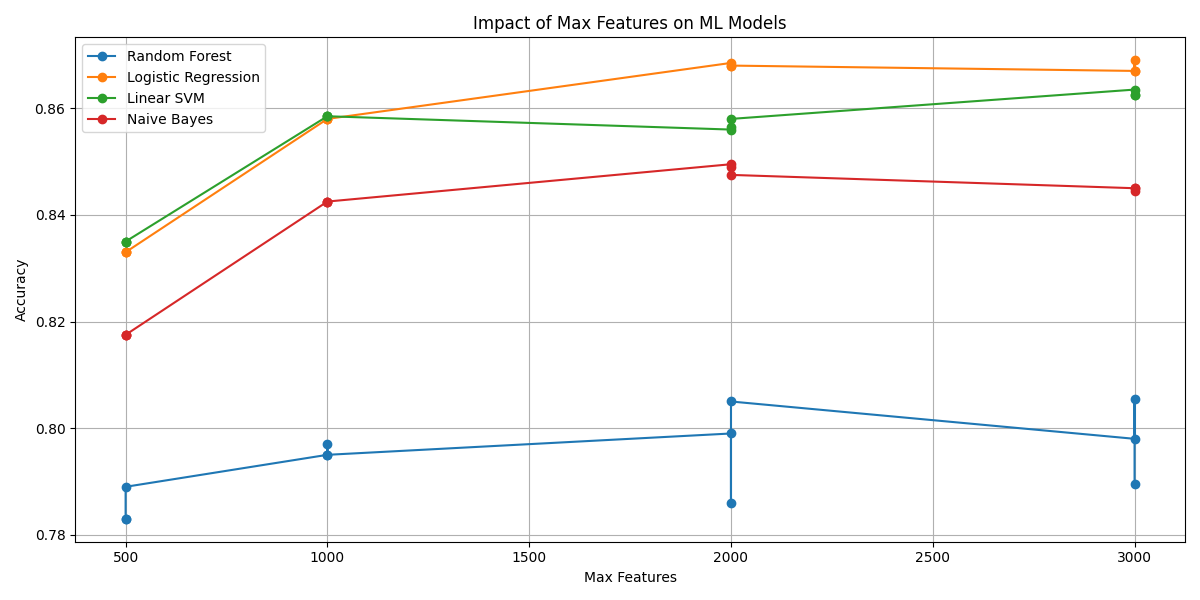 Impact of Max Features on ML Models
Random Forest
Logistic Regression
Linear SVM
Naive Bayes
Accuracy
0.86
0.84
0.82
0.80
0.78
500 1000 1500 2000 2500 3000
Max Features